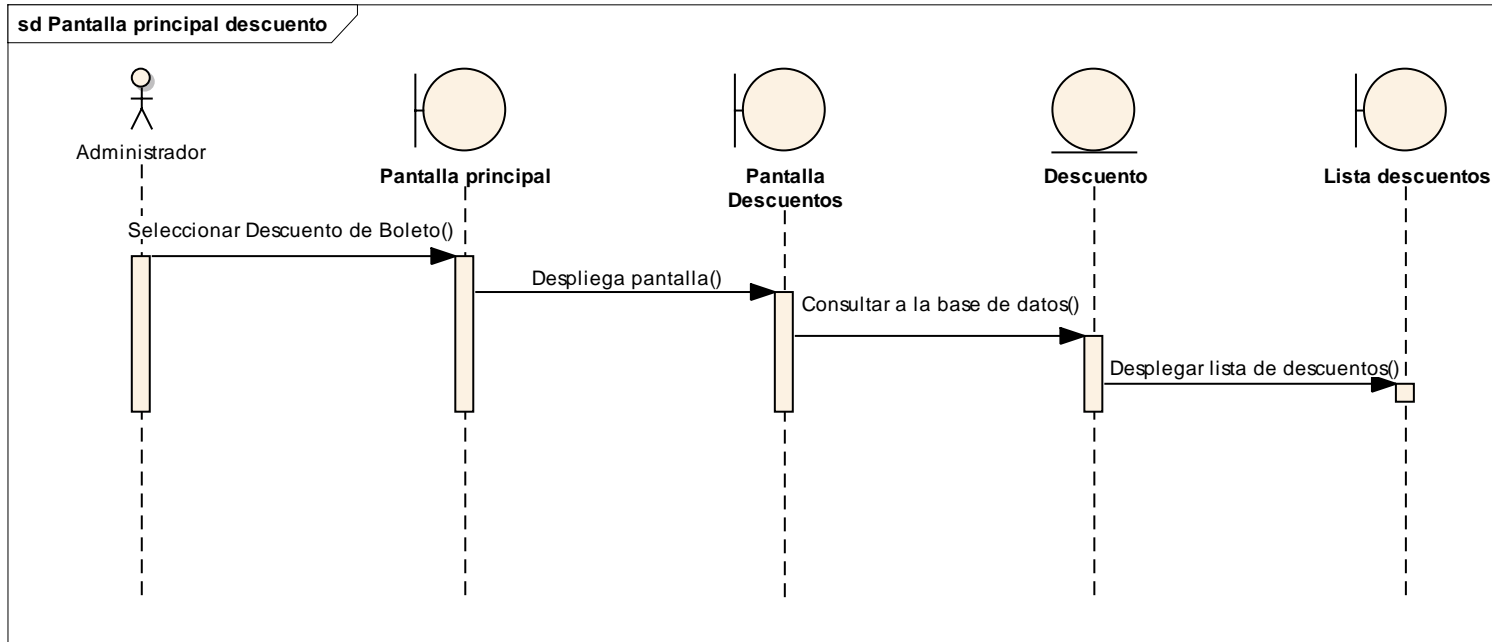 sd Pantalla principal descuento
Administrador
Pantalla principal
Pantalla
Descuentos
Descuento
Lista descuentos
Seleccionar Descuento de Boleto()
Despliega pantalla()
Consultar a la base de datos()
Desplegar lista de descuentos()